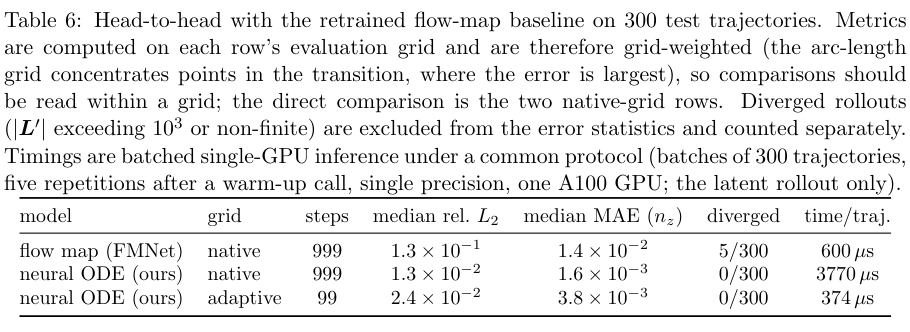 Table 6: Head-to-head with the retrained flow-map baseline on 300 test trajectories. Metrics
are computed on each row's evaluation grid and are therefore grid-weighted (the arc-length
grid concentrates points in the transition, where the error is largest), so comparisons should
be read within a grid; the direct comparison is the two native-grid rows. Diverged rollouts
(|L′| exceeding 10³ or non-finite) are excluded from the error statistics and counted separately.
Timings are batched single-GPU inference under a common protocol (batches of 300 trajectories,
five repetitions after a warm-up call, single precision, one A100 GPU; the latent rollout only).
model grid steps median rel. L₂ median MAE (n_z) diverged time/traj.
flow map (FMNet) native 999 1.3 × 10⁻¹ 1.4 × 10⁻² 5/300 600 μs
neural ODE (ours) native 999 1.3 × 10⁻² 1.6 × 10⁻³ 0/300 3770 μs
neural ODE (ours) adaptive 99 2.4 × 10⁻² 3.8 × 10⁻³ 0/300 374 μs